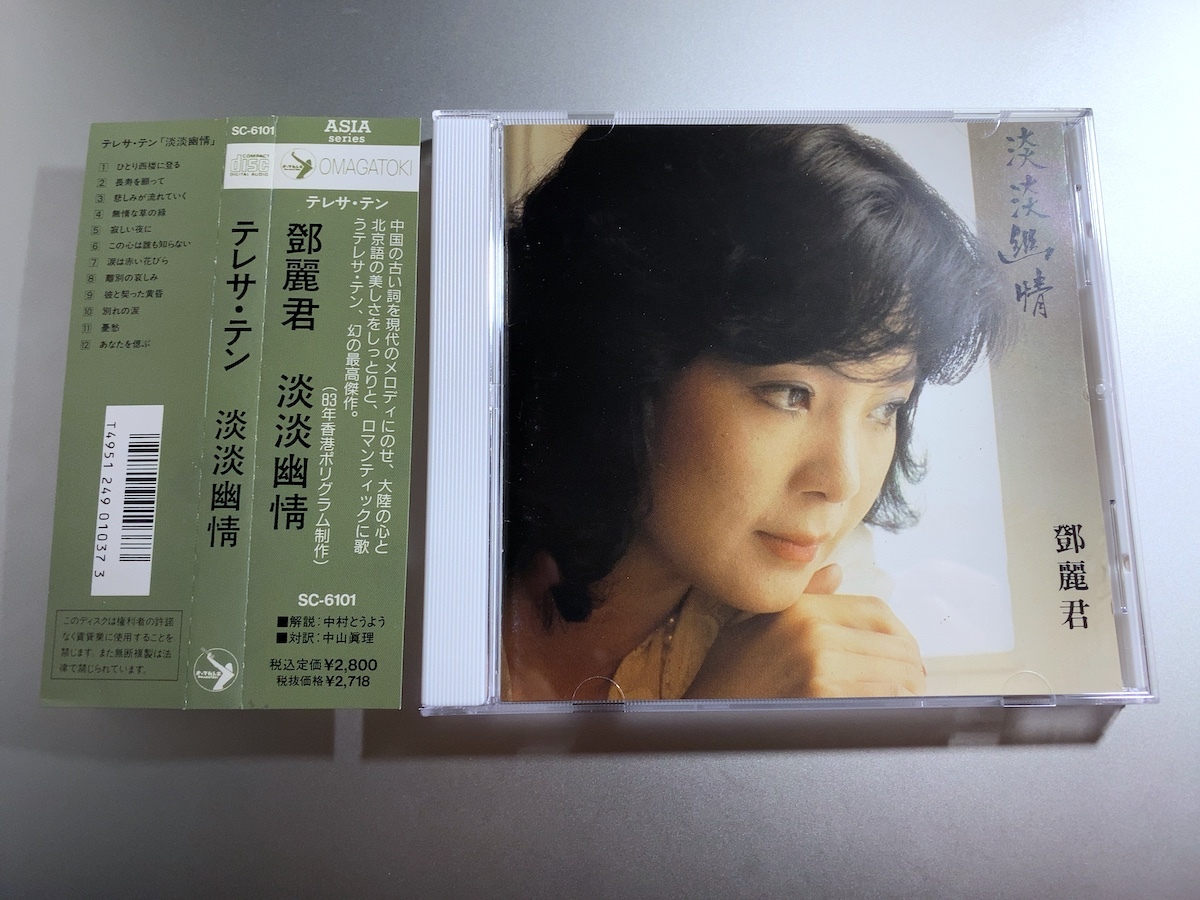 テレサ・テン「淡淡幽情」
1 ひとり西楼に登る
2 長寿を願って
3 悲しみが流れていく
4 無情な草の緑
5 寂しい夜に
6 この心は誰も知らない
7 涙は赤い花びら
8 離別の哀しみ
9 彼と契った黄昏
10 別れの涙
11 憂愁
12 あなたを偲ぶ
T4951 249 01037 3
このディスクは権利者の許諾
なく賃貸業に使用することを
禁じます。また無断複製は法
律で禁じられています。
SC-6101
COMPACT
disc
DIGITAL AUDIO
テレサ・テン 淡淡幽情
ASIA
series
OMAGATOKI
テレサ・テン
鄧麗君 淡淡幽情
中国の古い詞を現代のメロディにのせ、大陸の心と
北京語の美しさをしっとりと、ロマンティックに歌
うテレサ・テン、幻の最高傑作。
(83年香港ポリグラム制作)
SC-6101
■解説:中村とうよう
■対訳:中山眞理
税込定価¥2,800
税抜価格¥2,718
淡淡幽情
鄧麗君